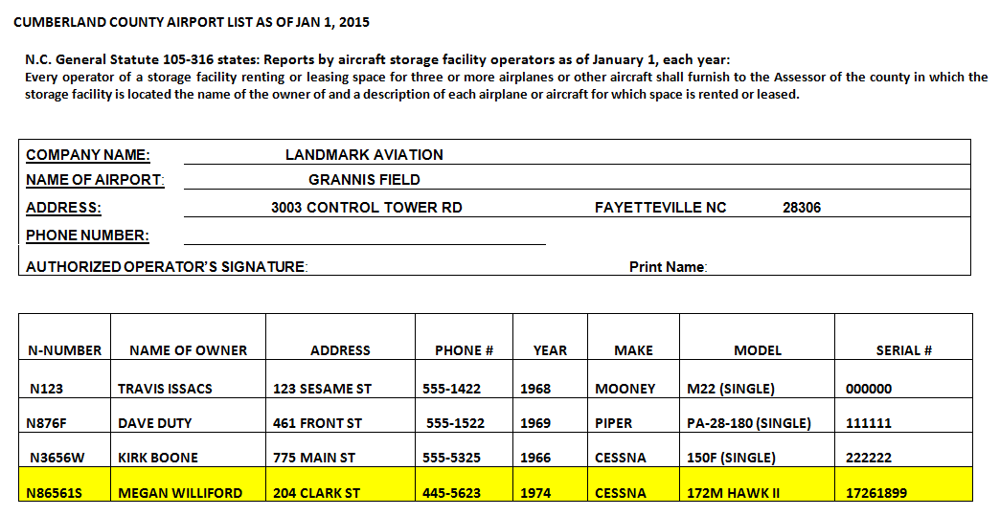 CUMBERLAND COUNTY AIRPORT LIST AS OF JAN 1, 2015
N.C. General Statute 105-316 states: Reports by aircraft storage facility operators as of January 1, each year:
Every operator of a storage facility renting or leasing space for three or more airplanes or other aircraft shall furnish to the Assessor of the county in which the
storage facility is located the name of the owner of and a description of each airplane or aircraft for which space is rented or leased.
COMPANY NAME: LANDMARK AVIATION
NAME OF AIRPORT: GRANNIS FIELD
ADDRESS: 3003 CONTROL TOWER RD FAYETTEVILLE NC 28306
PHONE NUMBER:
AUTHORIZED OPERATOR'S SIGNATURE: Print Name:
N-NUMBER NAME OF OWNER ADDRESS PHONE # YEAR MAKE MODEL SERIAL #
N123 TRAVIS ISSACS 123 SESAME ST 555-1422 1968 MOONEY M22 (SINGLE) 000000
N876F DAVE DUTY 461 FRONT ST 555-1522 1969 PIPER PA-28-180 (SINGLE) 111111
N3656W KIRK BOONE 775 MAIN ST 555-5325 1966 CESSNA 150F (SINGLE) 222222
N86561S MEGAN WILLIFORD 204 CLARK ST 445-5623 1974 CESSNA 172M HAWK II 17261899